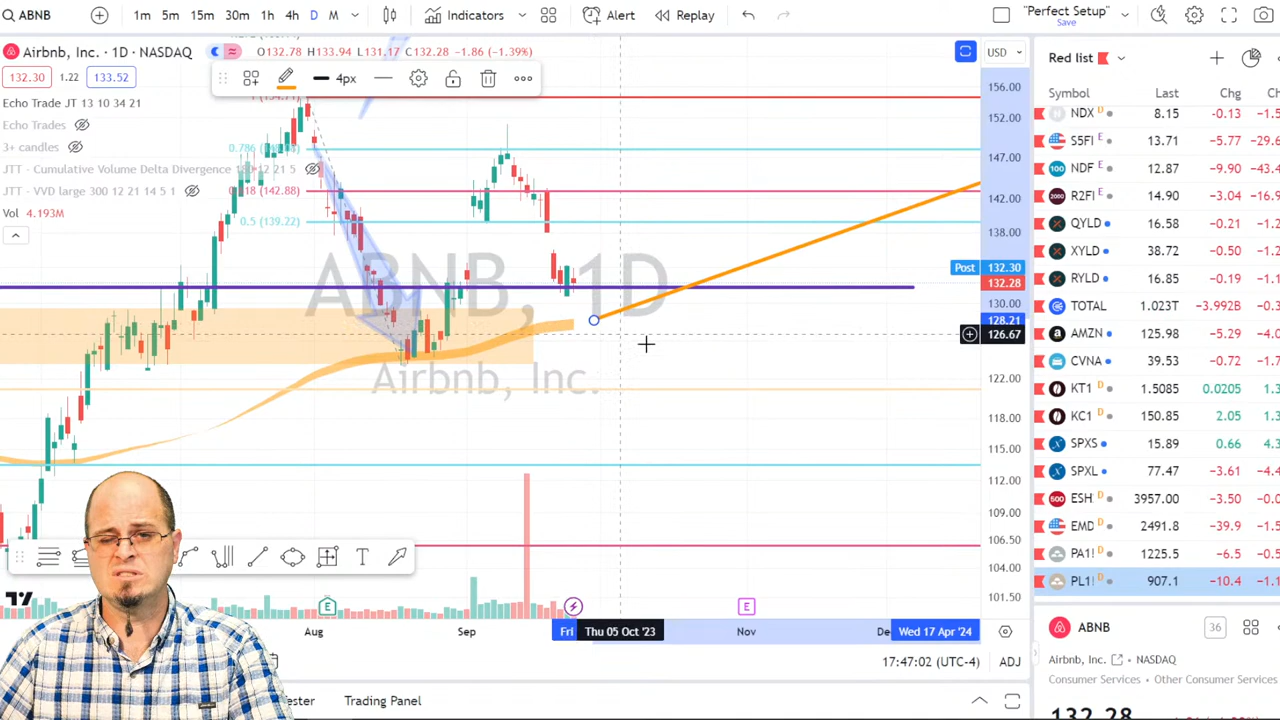 ABNB
1m 5m 15m 30m 1h 4h D M
Indicators
Alert
Replay
"Perfect Setup"
Save
Airbnb, Inc. · 1D · NASDAQ
O132.78 H133.94 L131.17 C132.28 −1.86 (−1.39%)
USD
132.30 1.22 133.52
4px
Echo Trade JT 13 10 34 21
Echo Trades
3+ candles
JTT - Cumulative Volume Delta Divergence
12 21 5
JTT - VVD large 300 12 21 14 5 1
Vol 4.193M
0.786
(142.88)
0.5 (139.22)
ABNB, 1D
Airbnb, Inc.
156.00
152.00
147.00
142.00
138.00
Post 132.30
132.28
130.00
128.21
126.67
122.00
118.00
115.00
112.00
109.00
106.50
104.00
101.50
Aug
Sep
Fri
Thu 05 Oct '23
Nov
Wed 17 Apr '24
E
E
17:47:02 (UTC-4)
ADJ
Trading Panel
Red list
Symbol Last Chg
NDX D 8.15 −0.13
S5FI E 13.71 −5.77
NDF E 12.87 −9.90
R2FI E 14.90 −3.04
QYLD 16.58 −0.21
XYLD 38.72 −0.50
RYLD 16.85 −0.19
TOTAL 1.023T −3.992B
AMZN 125.98 −5.29
CVNA 39.53 −0.72
KT1 D 1.5085 0.0205
KC1 D 150.85 2.05
SPXS 15.89 0.66
SPXL 77.47 −3.61
ESH D 3957.00 −3.50
EMD D 2491.8 −39.9
PA1! D 1225.5 −6.5
PL1! D 907.1 −10.4
ABNB
36
Airbnb, Inc. · NASDAQ
Consumer Services · Other Consumer Services
132.28